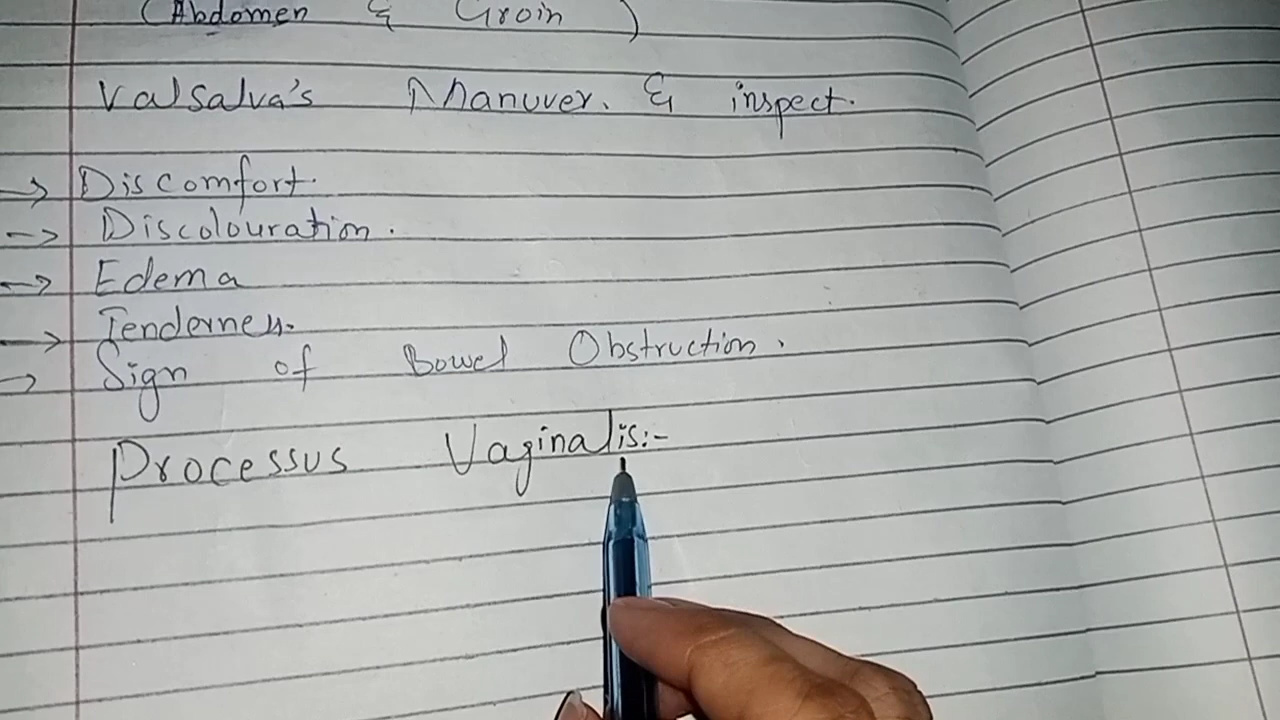 (Abdomen & Groin)
Valsalva's Manuver. & inspect.
→ Discomfort.
→ Discolouration.
→ Edema
→ Tenderness.
→ Sign of Bowel Obstruction.
Processus Vaginalis:-